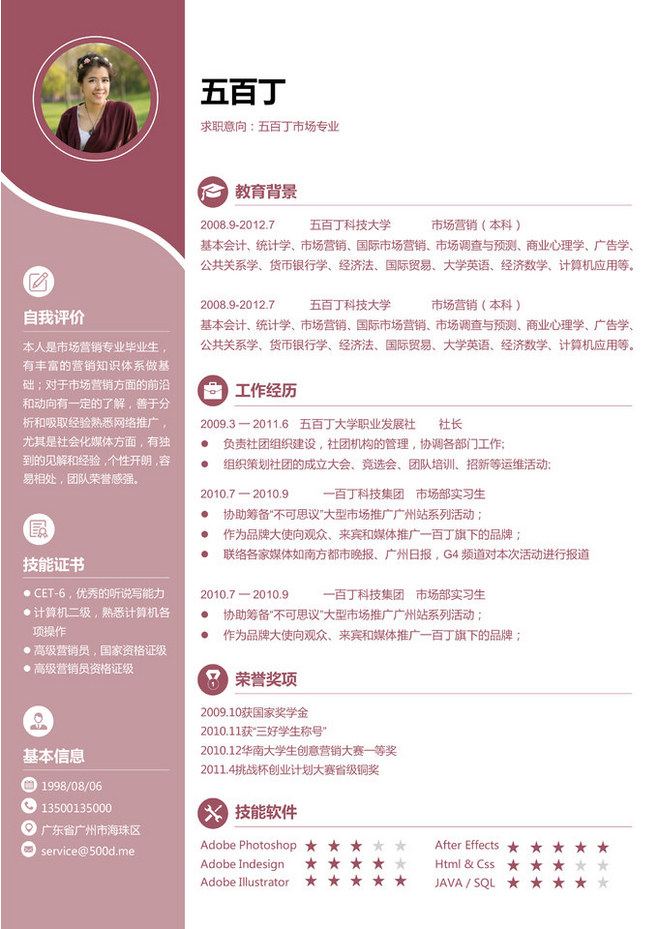 五百丁
求职意向：五百丁市场专业
教育背景
2008.9-2012.7 五百丁科技大学 市场营销（本科）
基本会计、统计学、市场营销、国际市场营销、市场调查与预测、商业心理学、广告学、
公共关系学、货币银行学、经济法、国际贸易、大学英语、经济数学、计算机应用等。
2008.9-2012.7 五百丁科技大学 市场营销（本科）
基本会计、统计学、市场营销、国际市场营销、市场调查与预测、商业心理学、广告学、
公共关系学、货币银行学、经济法、国际贸易、大学英语、经济数学、计算机应用等。
工作经历
2009.3 一 2011.6 五百丁大学职业发展社 社长
● 负责社团组织建设，社团机构的管理，协调各部门工作;
● 组织策划社团的成立大会、竞选会、团队培训、招新等运维活动;
2010.7 一 2010.9 一百丁科技集团 市场部实习生
● 协助筹备“不可思议”大型市场推广广州站系列活动；
● 作为品牌大使向观众、来宾和媒体推广一百丁旗下的品牌；
● 联络各家媒体如南方都市晚报、广州日报，G4 频道对本次活动进行报道
2010.7 一 2010.9 一百丁科技集团 市场部实习生
● 协助筹备“不可思议”大型市场推广广州站系列活动；
● 作为品牌大使向观众、来宾和媒体推广一百丁旗下的品牌；
荣誉奖项
2009.10获国家奖学金
2010.11获“三好学生称号”
2010.12华南大学生创意营销大赛一等奖
2011.4挑战杯创业计划大赛省级铜奖
技能软件
Adobe Photoshop ★ ★ ★ ★ ★ After Effects ★ ★ ★ ★ ★
Adobe Indesign ★ ★ ★ ★ ★ Html & Css ★ ★ ★ ★ ★
Adobe Illustrator ★ ★ ★ ★ ★ JAVA / SQL ★ ★ ★ ★ ★
自我评价
本人是市场营销专业毕业生，
有丰富的营销知识体系做基
础；对于市场营销方面的前沿
和动向有一定的了解，善于分
析和吸取经验熟悉网络推广，
尤其是社会化媒体方面，有独
到的见解和经验，个性开朗，容
易相处，团队荣誉感强。
技能证书
● CET-6，优秀的听说写能力
● 计算机二级，熟悉计算机各
项操作
● 高级营销员，国家资格证级
● 高级营销员资格证级
基本信息
1998/08/06
13500135000
广东省广州市海珠区
service@500d.me